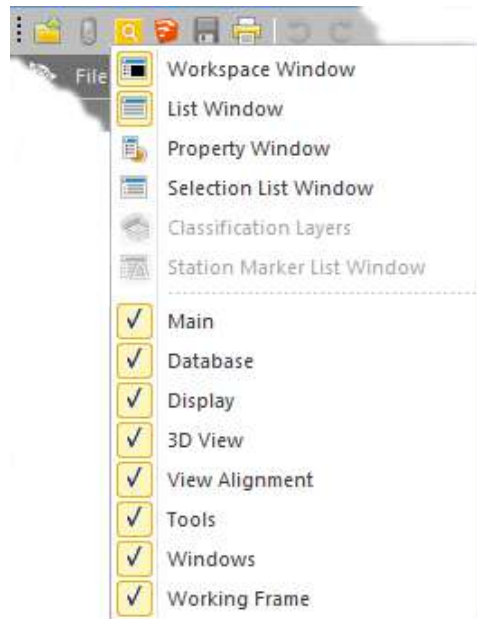 File
Workspace Window
List Window
Property Window
Selection List Window
Classification Layers
Station Marker List Window
Main
Database
Display
3D View
View Alignment
Tools
Windows
Working Frame